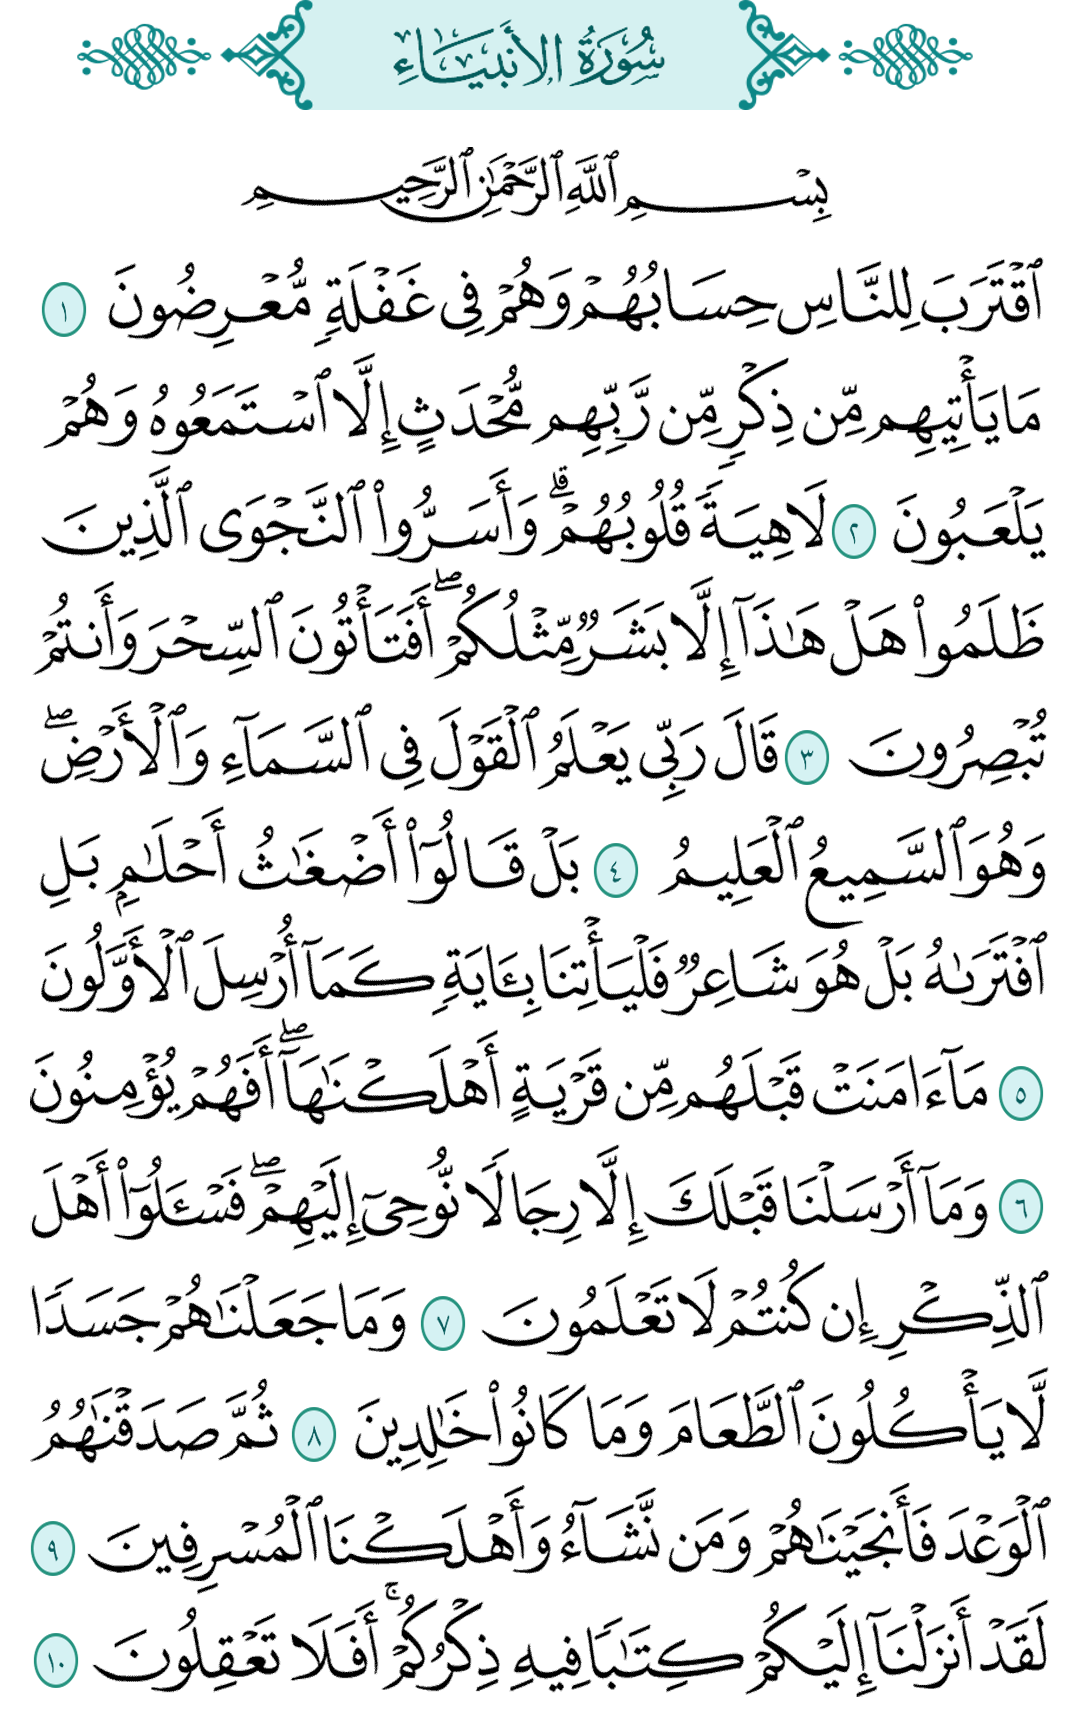 سُورَةُ الأَنبِيَاءِ
بِسْمِ ٱللَّهِ ٱلرَّحْمَٰنِ ٱلرَّحِيمِ
ٱقْتَرَبَ لِلنَّاسِ حِسَابُهُمْ وَهُمْ فِى غَفْلَةٍ مُّعْرِضُونَ ١
مَا يَأْتِيهِم مِّن ذِكْرٍ مِّن رَّبِّهِم مُّحْدَثٍ إِلَّا ٱسْتَمَعُوهُ وَهُمْ
يَلْعَبُونَ ٢ لَاهِيَةً قُلُوبُهُمْ ۗ وَأَسَرُّوا۟ ٱلنَّجْوَى ٱلَّذِينَ
ظَلَمُوا۟ هَلْ هَٰذَآ إِلَّا بَشَرٌ مِّثْلُكُمْ ۖ أَفَتَأْتُونَ ٱلسِّحْرَ وَأَنتُمْ
تُبْصِرُونَ ٣ قَالَ رَبِّى يَعْلَمُ ٱلْقَوْلَ فِى ٱلسَّمَآءِ وَٱلْأَرْضِ ۖ
وَهُوَ ٱلسَّمِيعُ ٱلْعَلِيمُ ٤ بَلْ قَالُوٓا۟ أَضْغَٰثُ أَحْلَٰمٍۭ بَلِ
ٱفْتَرَىٰهُ بَلْ هُوَ شَاعِرٌ فَلْيَأْتِنَا بِـَٔايَةٍ كَمَآ أُرْسِلَ ٱلْأَوَّلُونَ
٥ مَآ ءَامَنَتْ قَبْلَهُم مِّن قَرْيَةٍ أَهْلَكْنَٰهَآ ۖ أَفَهُمْ يُؤْمِنُونَ
٦ وَمَآ أَرْسَلْنَا قَبْلَكَ إِلَّا رِجَالًا نُّوحِىٓ إِلَيْهِمْ ۖ فَسْـَٔلُوٓا۟ أَهْلَ
ٱلذِّكْرِ إِن كُنتُمْ لَا تَعْلَمُونَ ٧ وَمَا جَعَلْنَٰهُمْ جَسَدًا
لَّا يَأْكُلُونَ ٱلطَّعَامَ وَمَا كَانُوا۟ خَٰلِدِينَ ٨ ثُمَّ صَدَقْنَٰهُمُ
ٱلْوَعْدَ فَأَنجَيْنَٰهُمْ وَمَن نَّشَآءُ وَأَهْلَكْنَا ٱلْمُسْرِفِينَ ٩
لَقَدْ أَنزَلْنَآ إِلَيْكُمْ كِتَٰبًا فِيهِ ذِكْرُكُمْ ۚ أَفَلَا تَعْقِلُونَ ١٠